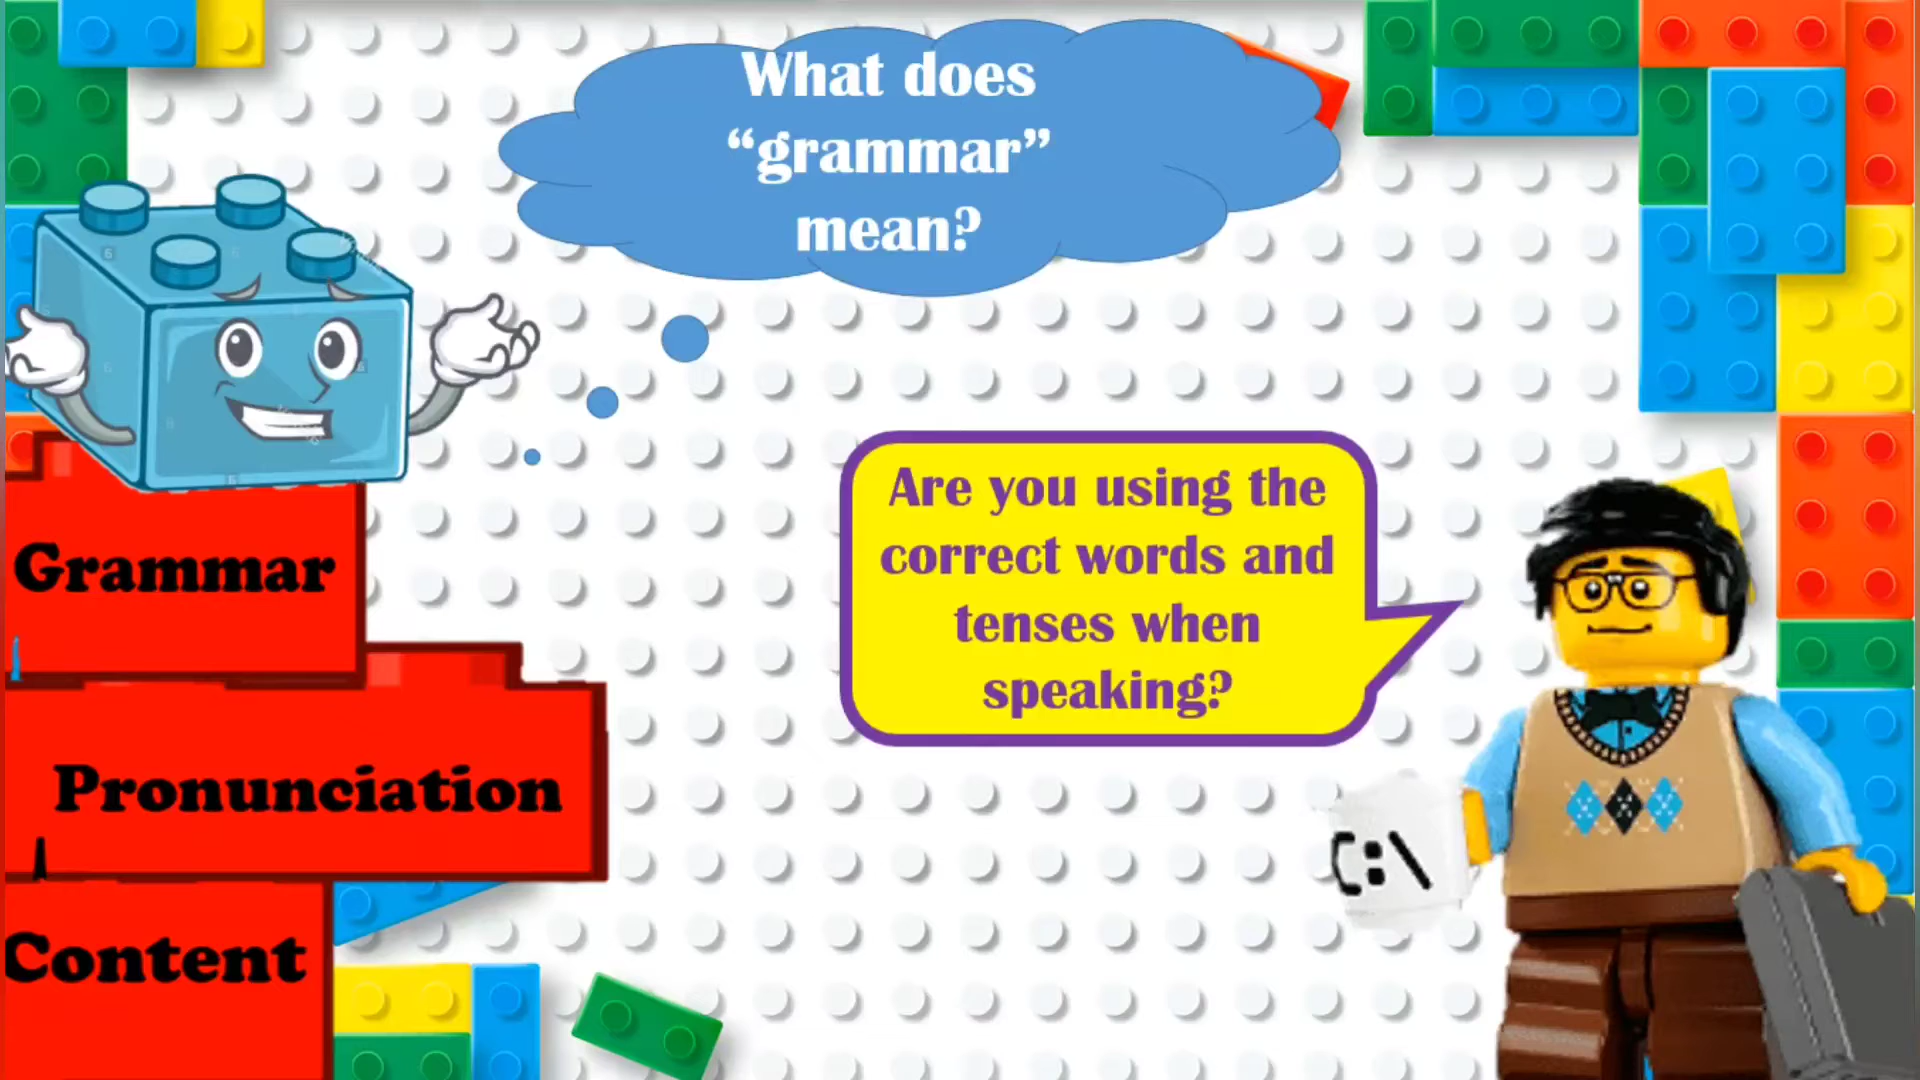 What does
“grammar”
mean?
Are you using the
correct words and
tenses when
speaking?
Grammar
Pronunciation
Content
C:\